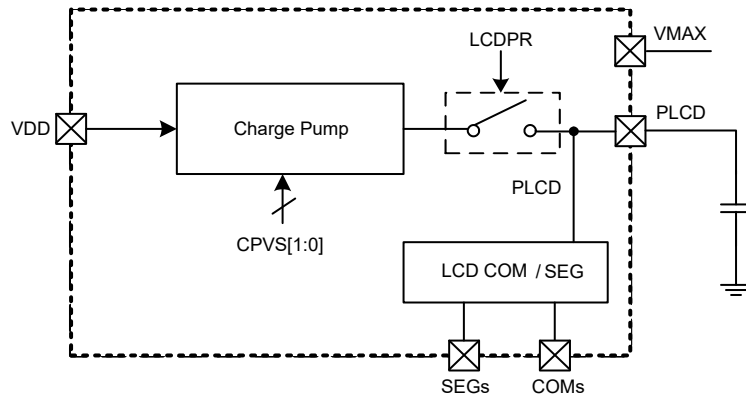 LCDPR
VMAX
VDD
Charge Pump
PLCD
PLCD
CPVS[1:0]
LCD COM / SEG
SEGs
COMs